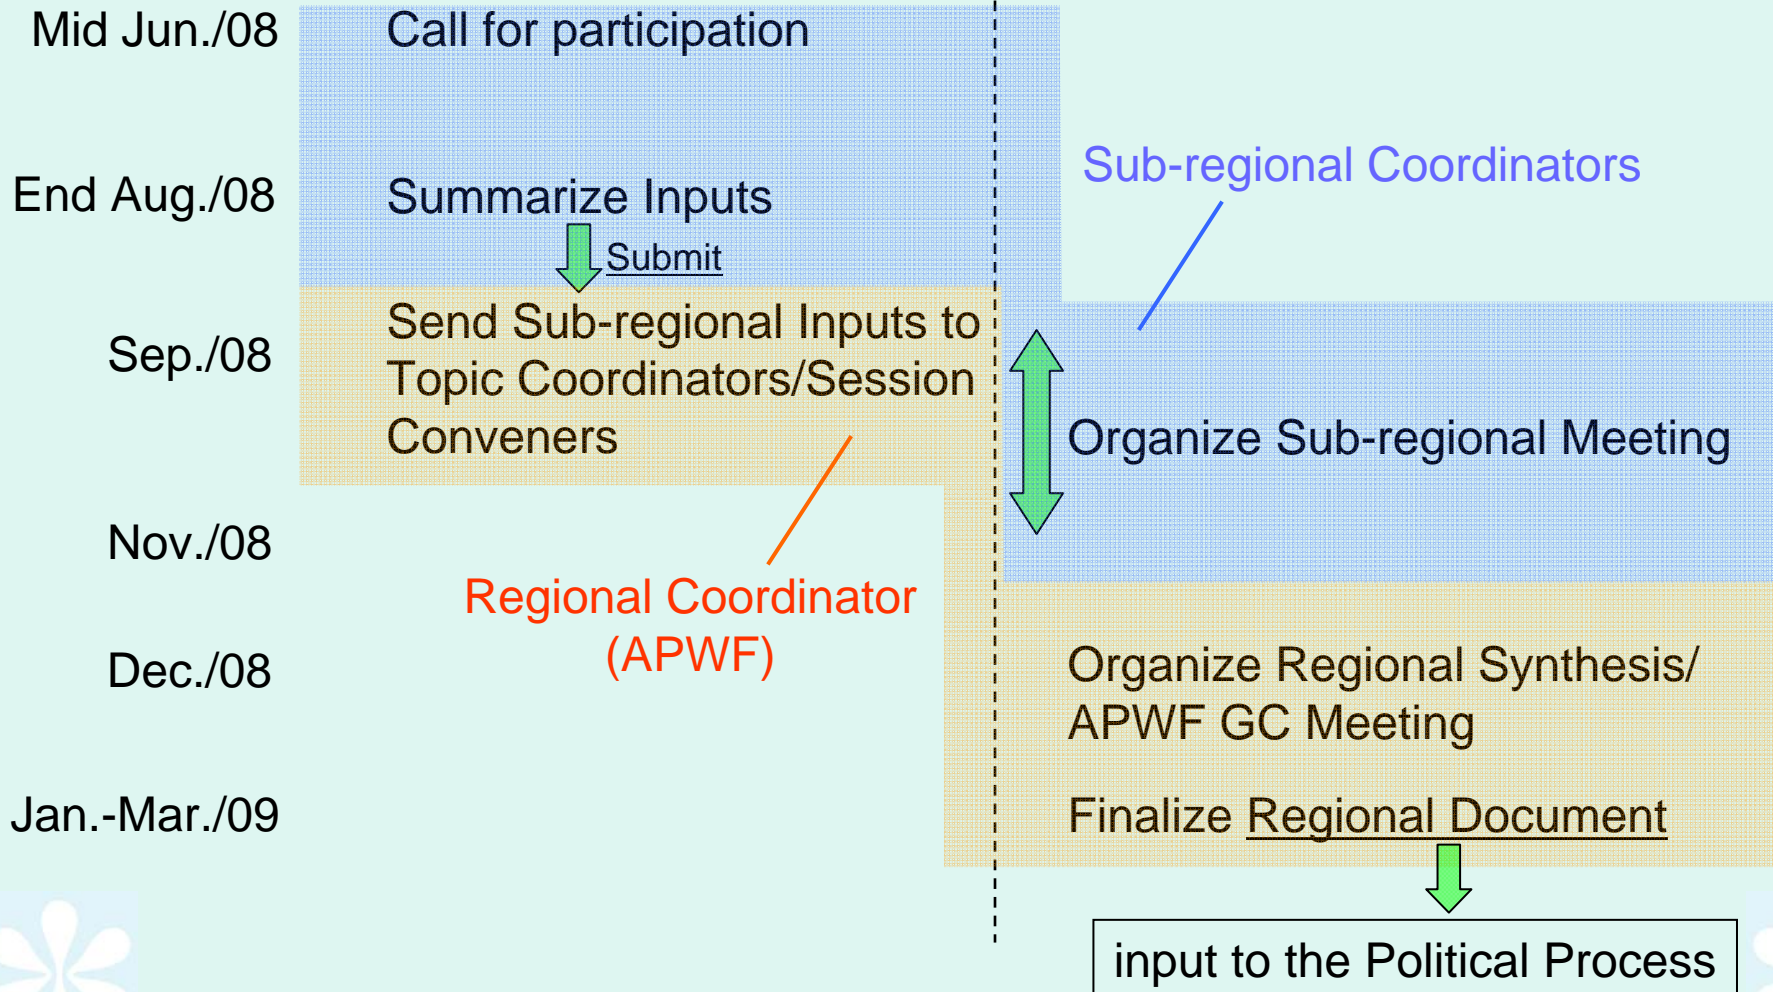 Mid Jun./08
Call for participation
End Aug./08
Summarize Inputs
Submit
Sub-regional Coordinators
Sep./08
Send Sub-regional Inputs to
Topic Coordinators/Session
Conveners
Organize Sub-regional Meeting
Nov./08
Regional Coordinator
(APWF)
Dec./08
Organize Regional Synthesis/
APWF GC Meeting
Jan.-Mar./09
Finalize Regional Document
input to the Political Process